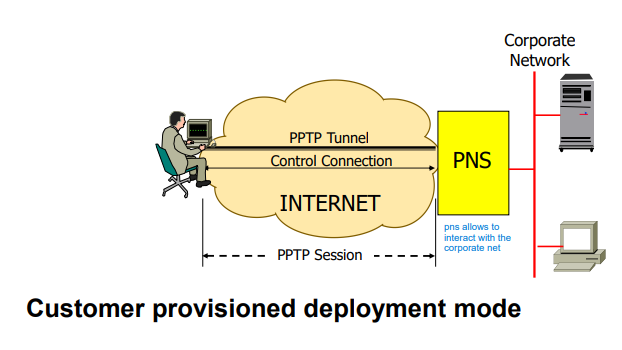 Corporate
Network
PPTP Tunnel
Control Connection
PNS
INTERNET
pns allows to
interact with the
corporate net
PPTP Session
Customer provisioned deployment mode